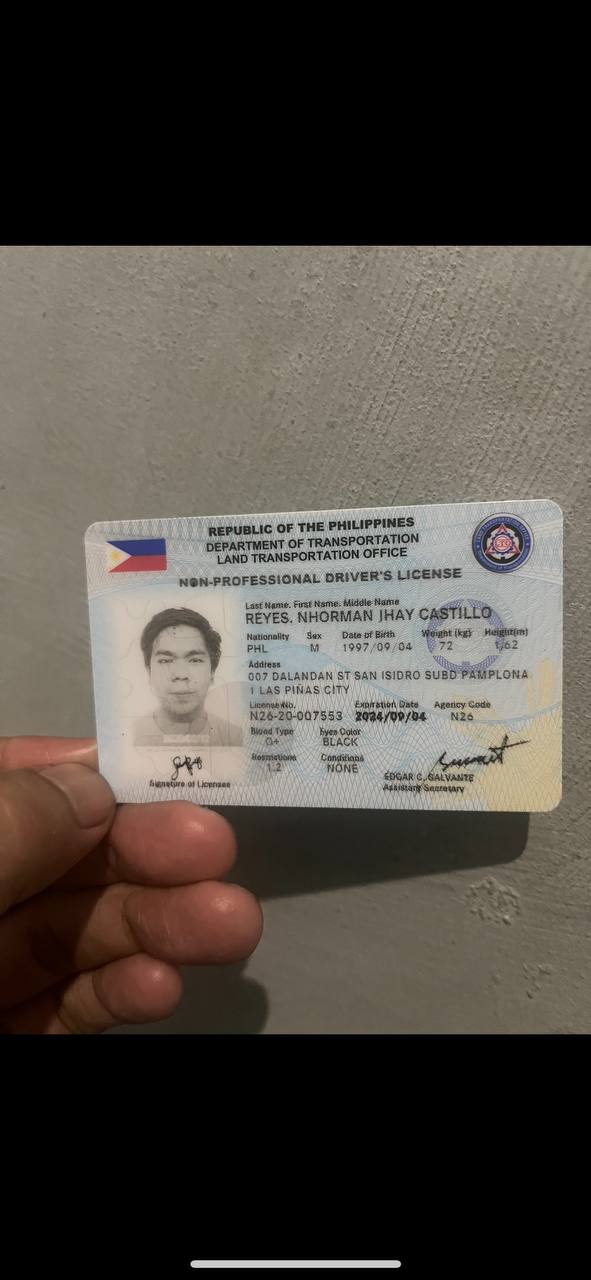 REPUBLIC OF THE PHILIPPINES
DEPARTMENT OF TRANSPORTATION
LAND TRANSPORTATION OFFICE
NON-PROFESSIONAL DRIVER'S LICENSE
Last Name. First Name. Middle Name
REYES. NHORMAN JHAY CASTILLO
Nationality Sex Date of Birth Weight (kg) Height(m)
PHL M 1997/09/04 72 1,62
Address
007 DALANDAN ST SAN ISIDRO SUBD PAMPLONA
1 LAS PIÑAS CITY
License No. Expiration Date Agency Code
N26-20-007553 2024/09/04 N26
Blood Type Eyes Color
BLACK
Restrictions Conditions
1,2 NONE
Signature of Licensee
EDGAR C. GALVANTE
Assistant Secretary